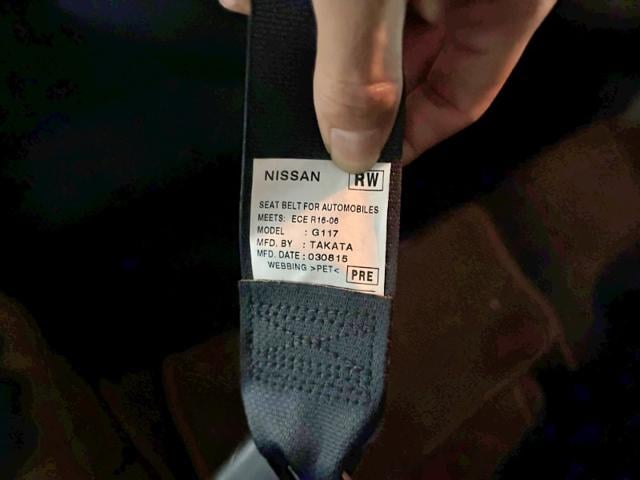 NISSAN RW
SEAT BELT FOR AUTOMOBILES
MEETS: ECE R16-06
MODEL : G117
MFD. BY : TAKATA
MFD. DATE : 030815
WEBBING >PET< PRE